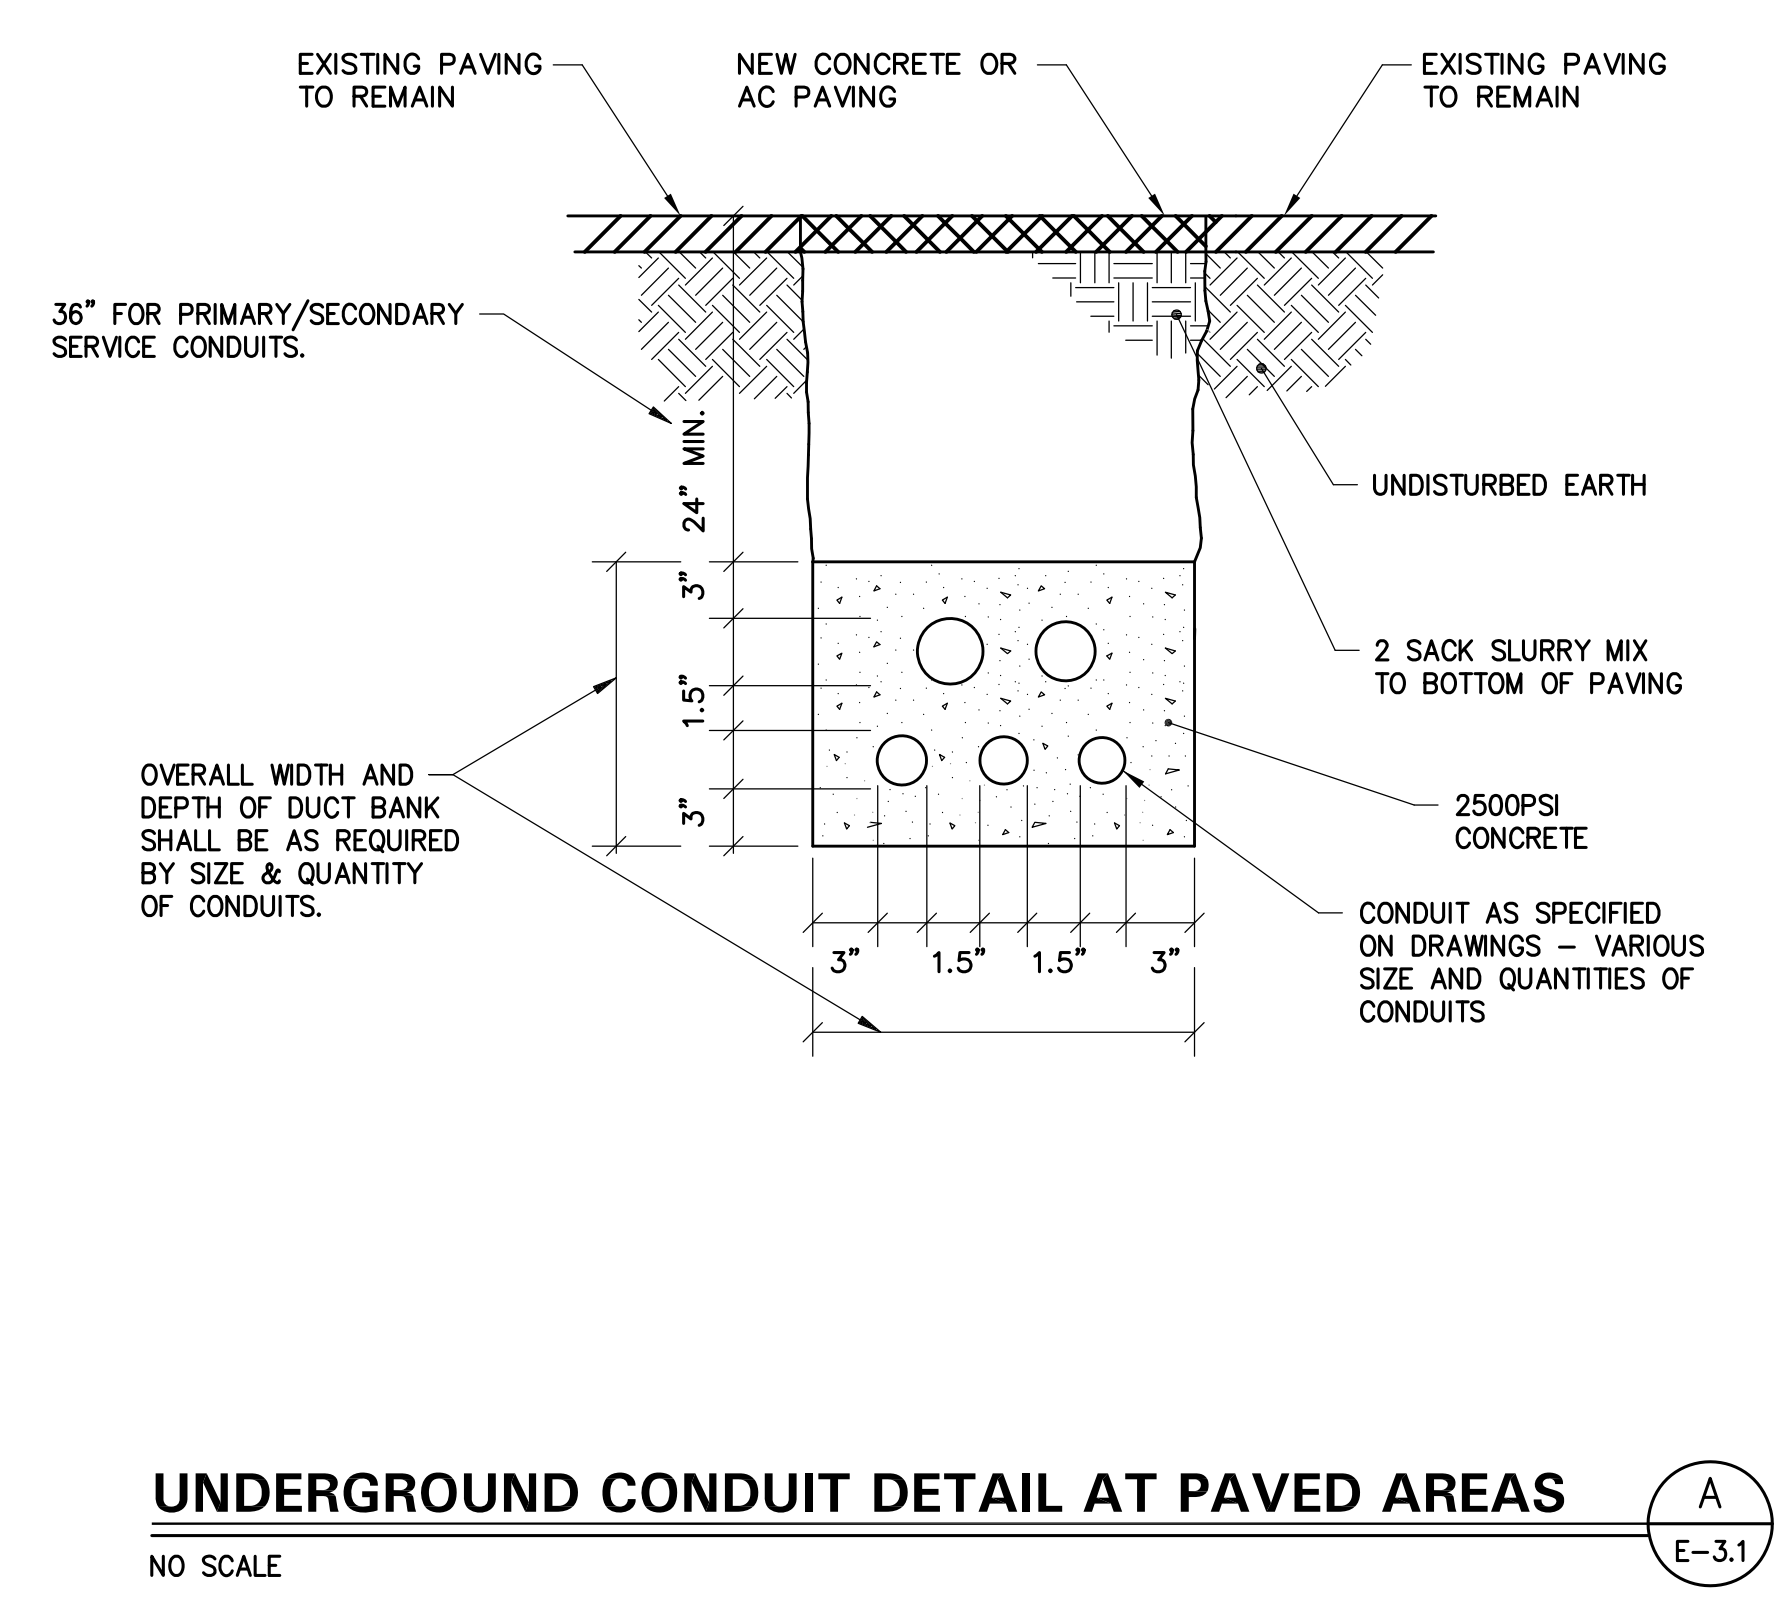 EXISTING PAVING
TO REMAIN
NEW CONCRETE OR
AC PAVING
EXISTING PAVING
TO REMAIN
36” FOR PRIMARY/SECONDARY
SERVICE CONDUITS.
24” MIN.
UNDISTURBED EARTH
3”
2 SACK SLURRY MIX
TO BOTTOM OF PAVING
1.5”
OVERALL WIDTH AND
DEPTH OF DUCT BANK
SHALL BE AS REQUIRED
BY SIZE & QUANTITY
OF CONDUITS.
3”
2500PSI
CONCRETE
CONDUIT AS SPECIFIED
ON DRAWINGS – VARIOUS
SIZE AND QUANTITIES OF
CONDUITS
3” 1.5” 1.5” 3”
UNDERGROUND CONDUIT DETAIL AT PAVED AREAS
A
E–3.1
NO SCALE